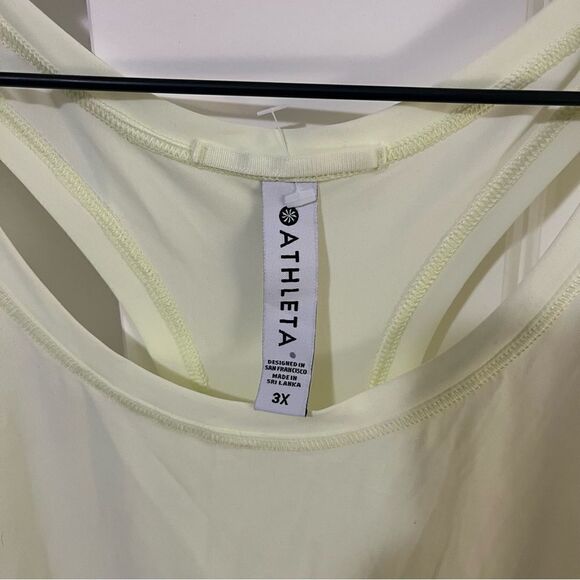 ATHLETA
DESIGNED IN
SAN FRANCISCO
MADE IN
SRI LANKA
3X